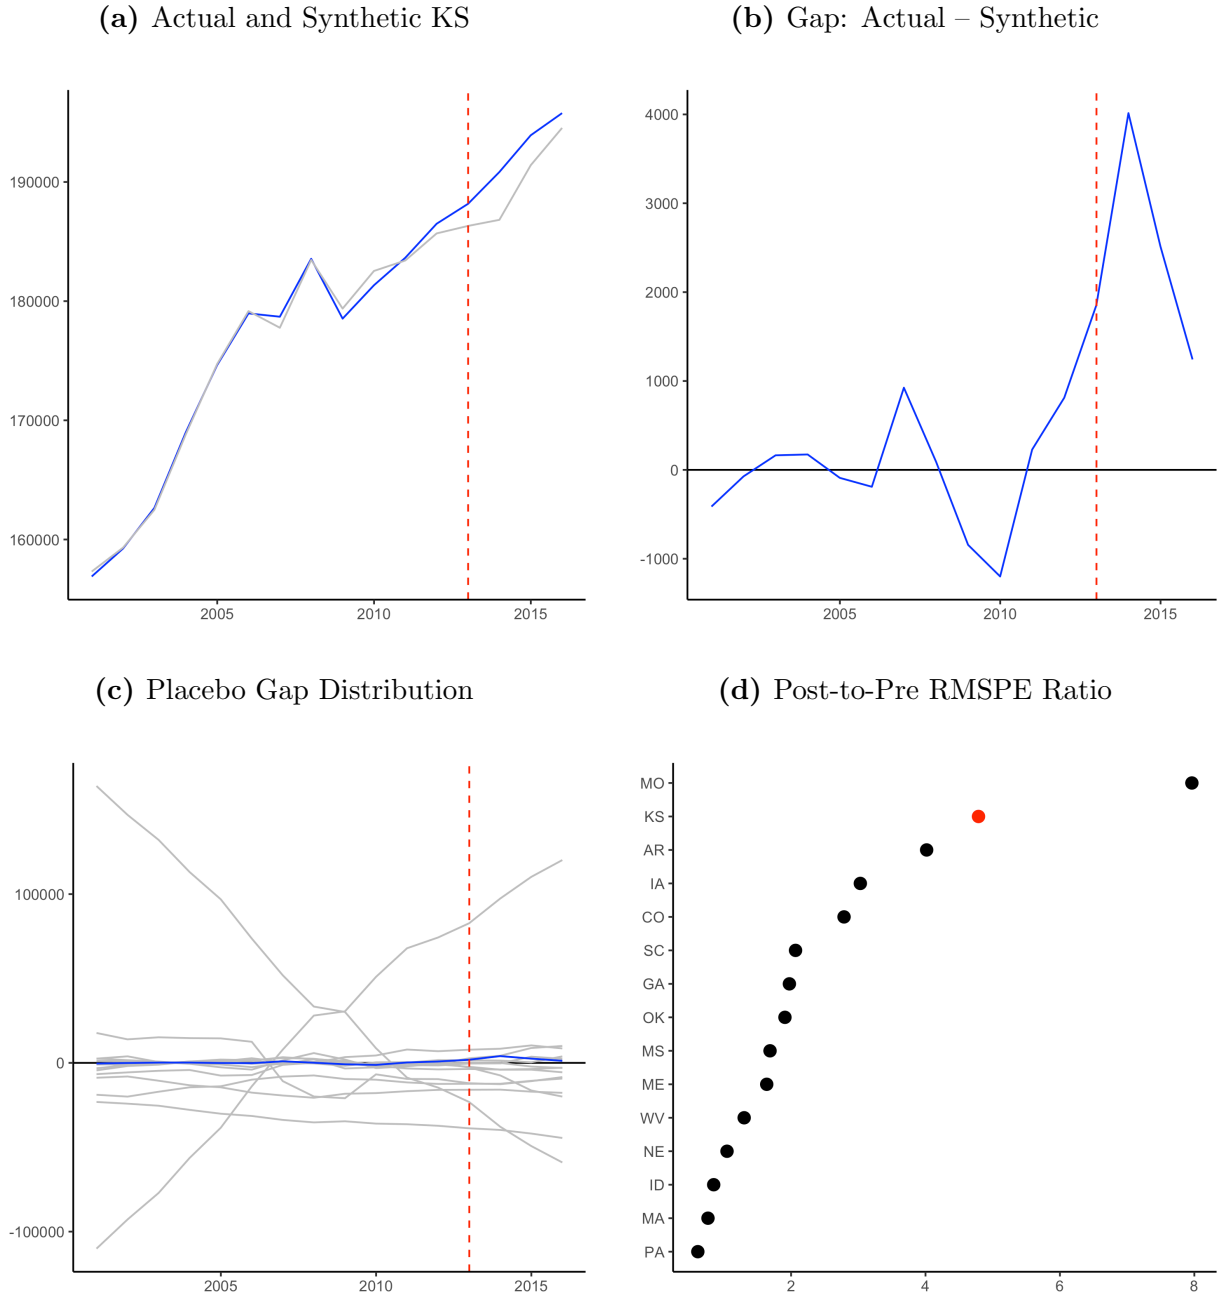 (a) Actual and Synthetic KS
190000
180000
170000
160000
2005 2010 2015
(b) Gap: Actual – Synthetic
4000
3000
2000
1000
0
-1000
2005 2010 2015
(c) Placebo Gap Distribution
100000
0
-100000
2005 2010 2015
(d) Post-to-Pre RMSPE Ratio
MO
KS
AR
IA
CO
SC
GA
OK
MS
ME
WV
NE
ID
MA
PA
2 4 6 8